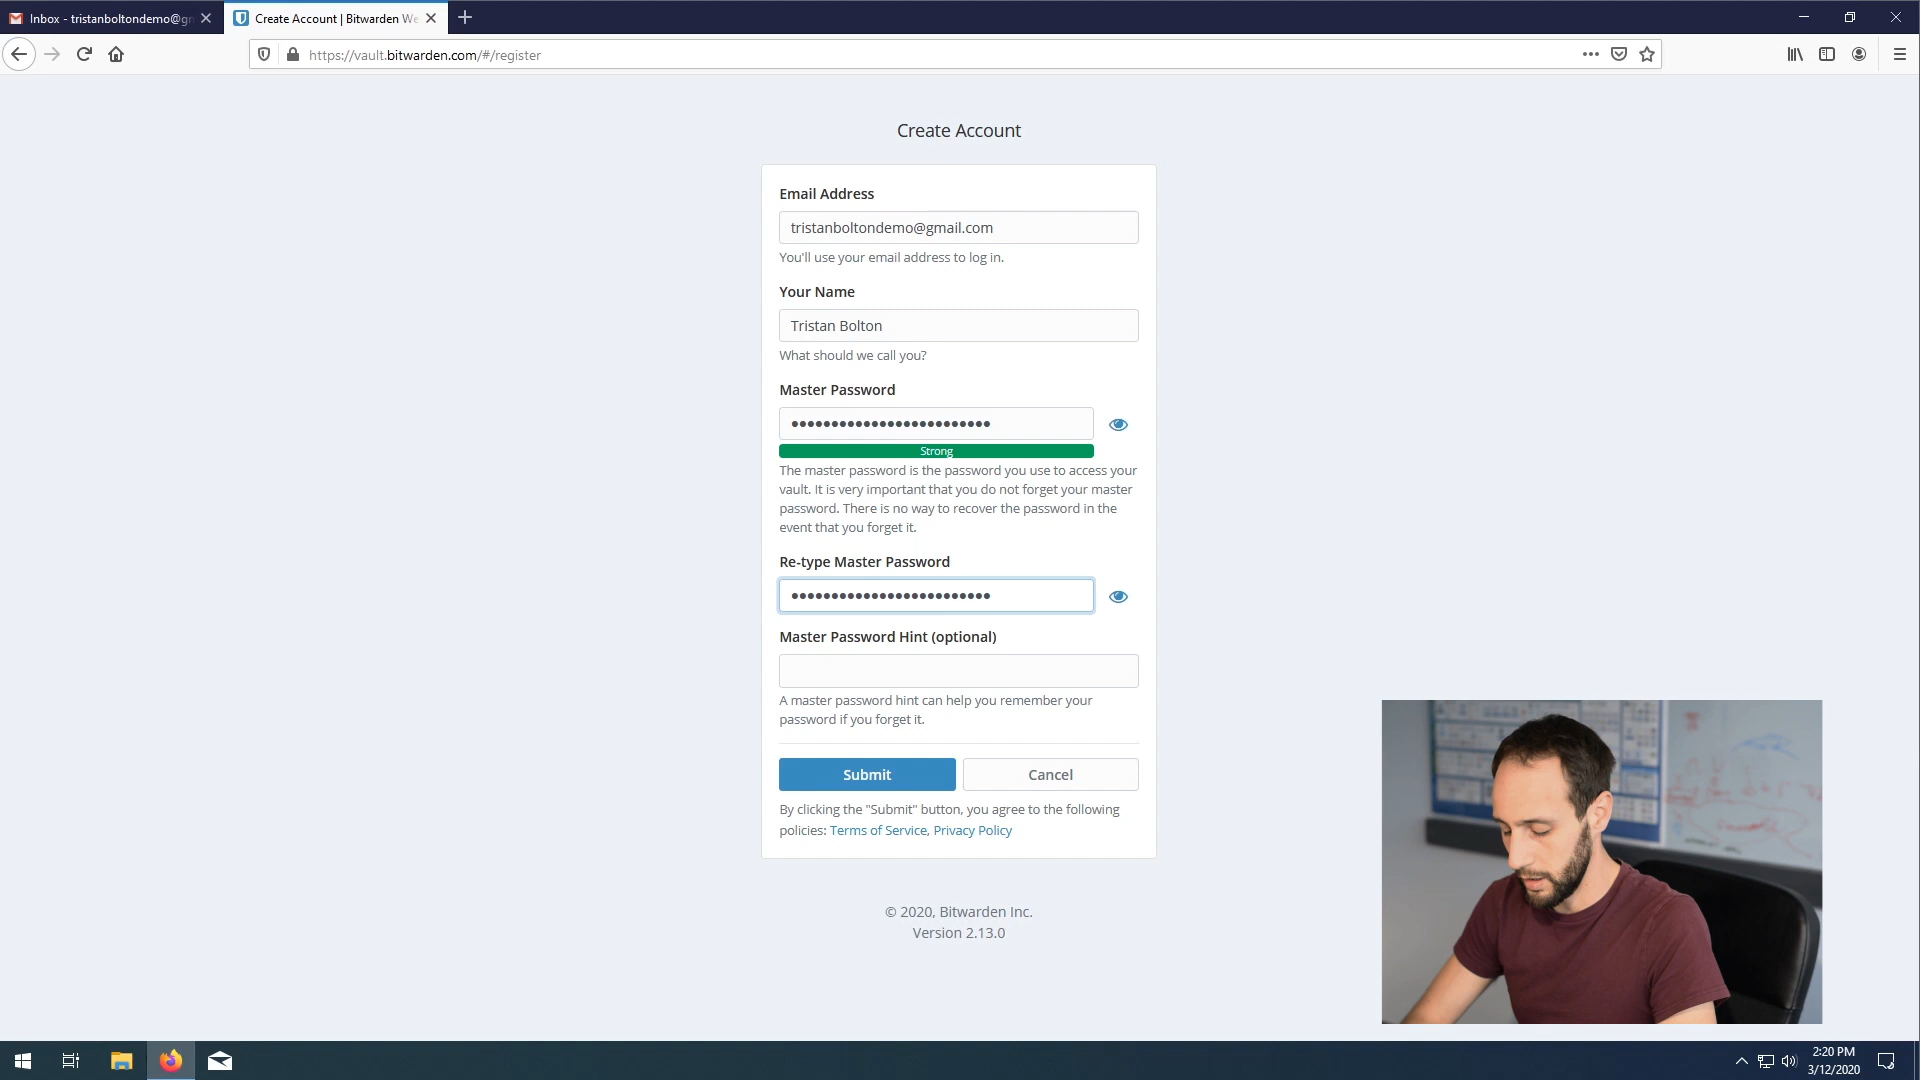 Inbox - tristanboltondemo@gm
Create Account | Bitwarden We
https://vault.bitwarden.com/#/register
Create Account
Email Address
tristanboltondemo@gmail.com
You'll use your email address to log in.
Your Name
Tristan Bolton
What should we call you?
Master Password
Strong
The master password is the password you use to access your
vault. It is very important that you do not forget your master
password. There is no way to recover the password in the
event that you forget it.
Re-type Master Password
Master Password Hint (optional)
A master password hint can help you remember your
password if you forget it.
Submit
Cancel
By clicking the "Submit" button, you agree to the following
policies: Terms of Service, Privacy Policy
© 2020, Bitwarden Inc.
Version 2.13.0
2:20 PM
3/12/2020